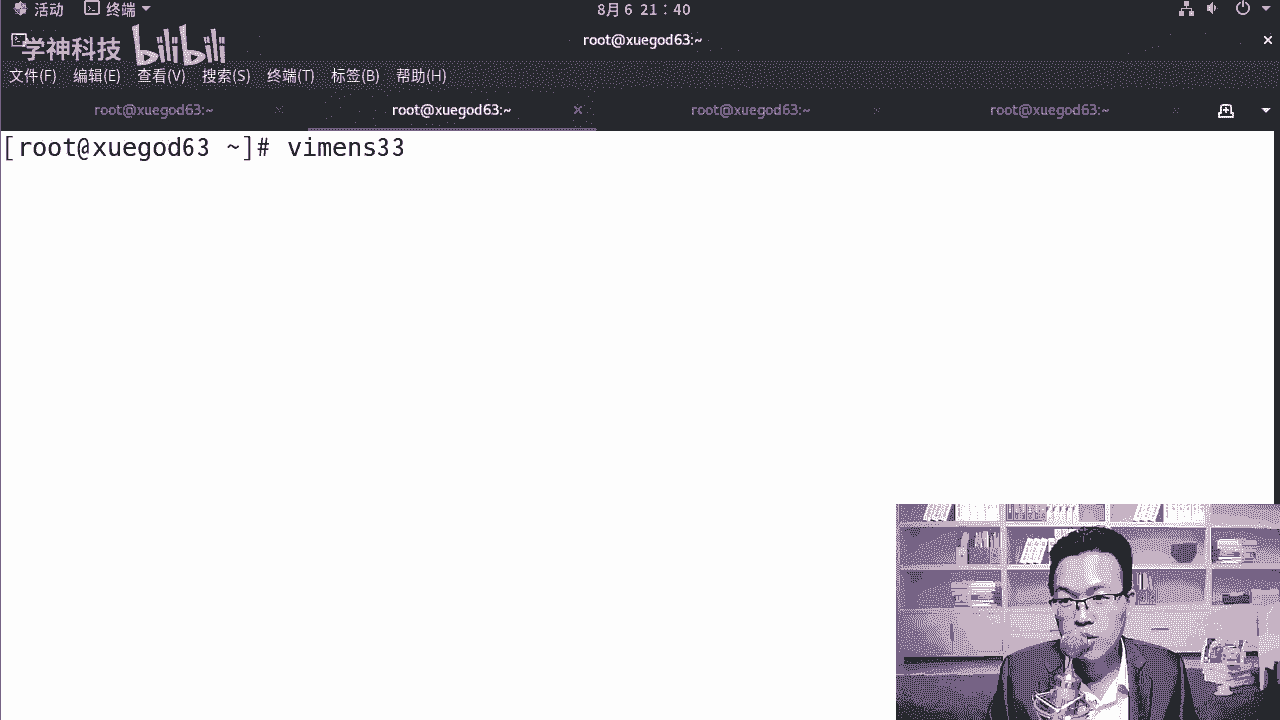 活动 终端 8月 6 21：40
学神科技 bilibili root@xuegod63:~
文件(F) 编辑(E) 查看(V) 搜索(S) 终端(T) 标签(B) 帮助(H)
root@xuegod63:~ root@xuegod63:~ root@xuegod63:~ root@xuegod63:~
[root@xuegod63 ~]# vimens33